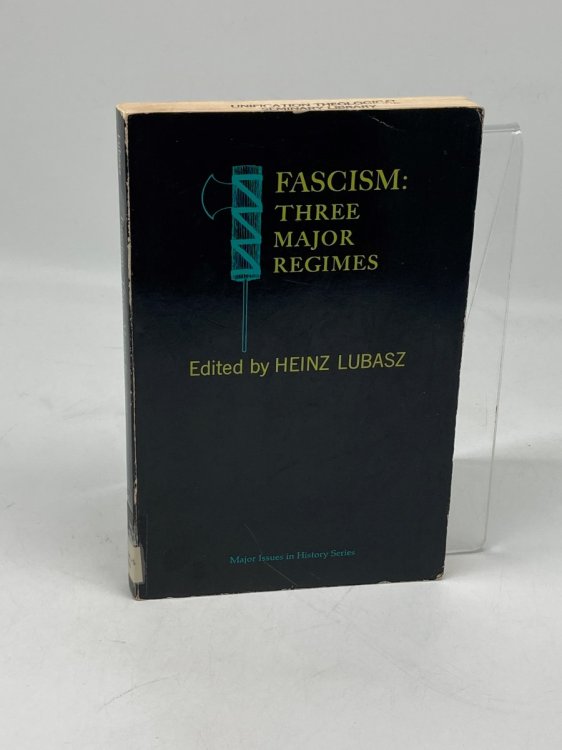 UNIFICATION THEOLOGICAL
SEMINARY LIBRARY
FASCISM:
THREE
MAJOR
REGIMES
Edited by HEINZ LUBASZ
Major Issues in History Series